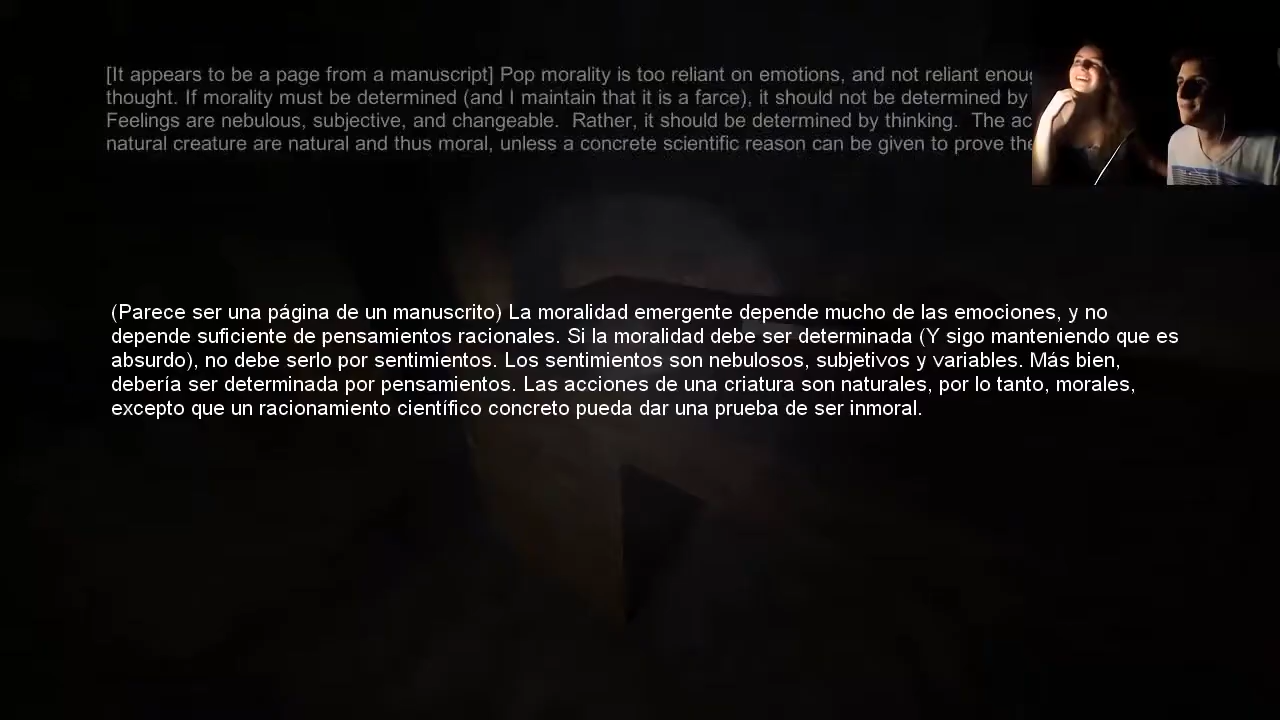 [It appears to be a page from a manuscript] Pop morality is too reliant on emotions, and not reliant
thought. If morality must be determined (and I maintain that it is a farce), it should not be determined by
Feelings are nebulous, subjective, and changeable.  Rather, it should be determined by thinking.  The
natural creature are natural and thus moral, unless a concrete scientific reason can be given to prove
(Parece ser una página de un manuscrito) La moralidad emergente depende mucho de las emociones, y no
depende suficiente de pensamientos racionales. Si la moralidad debe ser determinada (Y sigo manteniendo que es
absurdo), no debe serlo por sentimientos. Los sentimientos son nebulosos, subjetivos y variables. Más bien,
debería ser determinada por pensamientos. Las acciones de una criatura son naturales, por lo tanto, morales,
excepto que un racionamiento científico concreto pueda dar una prueba de ser inmoral.